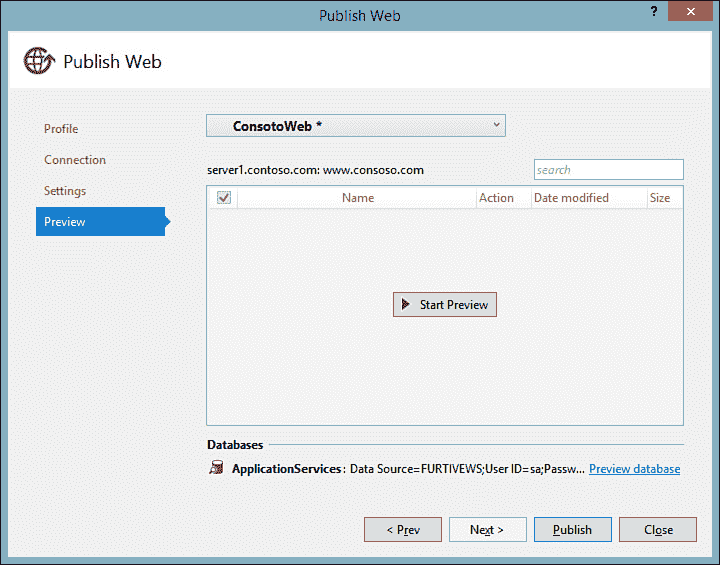 Publish Web
?
Publish Web
Profile
Connection
Settings
Preview
ConsotoWeb *
server1.contoso.com: www.consoso.com
search
Name Action Date modified Size
Start Preview
Databases
ApplicationServices: Data Source=FURTIVEWS;User ID=sa;Passw... Preview database
< Prev Next > Publish Close